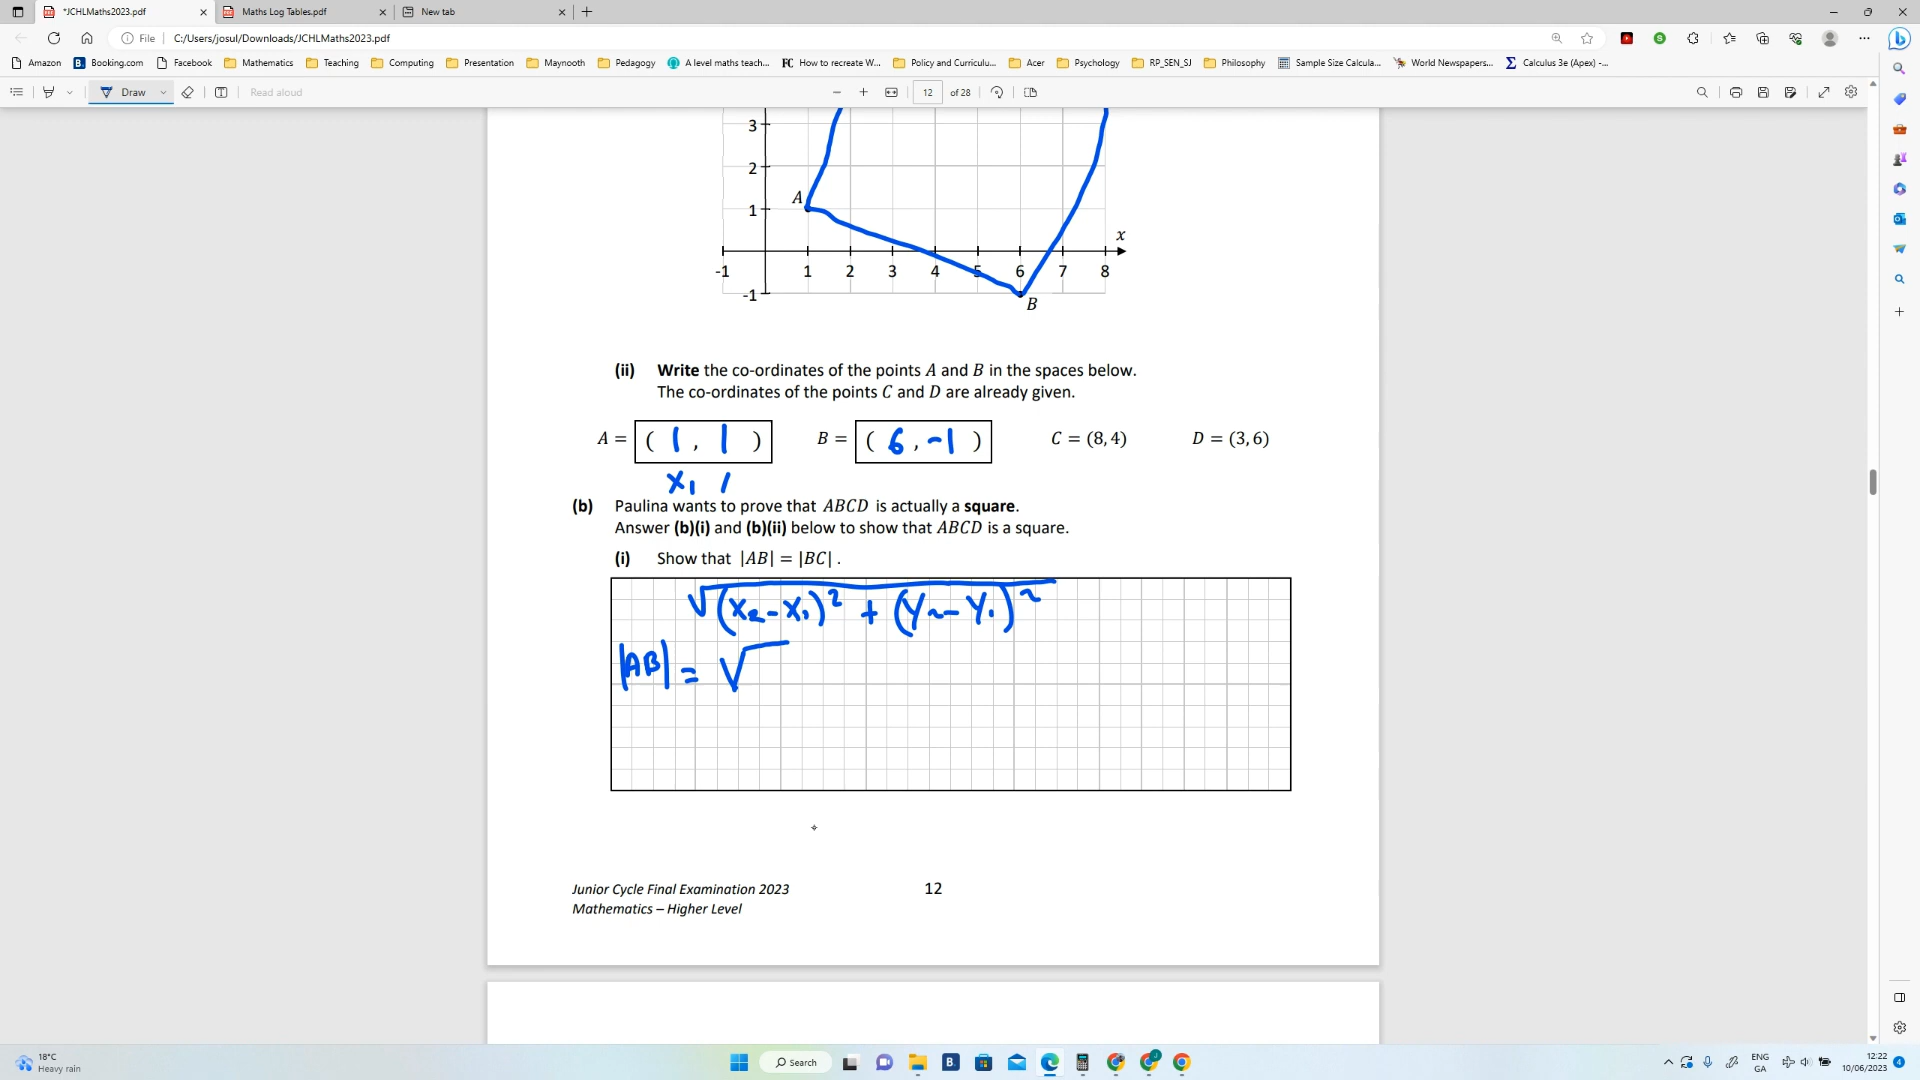 *JCHLMaths2023.pdf
Maths Log Tables.pdf
New tab
File
C:/Users/josul/Downloads/JCHLMaths2023.pdf
Amazon
Booking.com
Facebook
Mathematics
Teaching
Computing
Presentation
Maynooth
Pedagogy
A level maths teach...
How to recreate W...
Policy and Curriculu...
Acer
Psychology
RP_SEN_SJ
Philosophy
Sample Size Calcula...
World Newspapers...
Calculus 3e (Apex) -...
Draw
Read aloud
12 of 28
3
2
A
1
x
-1 1 2 3 4 5 6 7 8
-1
B
(ii) Write the co-ordinates of the points A and B in the spaces below.
The co-ordinates of the points C and D are already given.
A = ( 1 , 1 ) B = ( 6 , -1 ) C = (8, 4) D = (3, 6)
x₁
(b) Paulina wants to prove that ABCD is actually a square.
Answer (b)(i) and (b)(ii) below to show that ABCD is a square.
(i) Show that |AB| = |BC| .
√(x₂-x₁)² + (y₂-y₁)²
|AB| = √
Junior Cycle Final Examination 2023
12
Mathematics – Higher Level
18°C
Heavy rain
Search
ENG
GA
12:22
10/06/2023
4